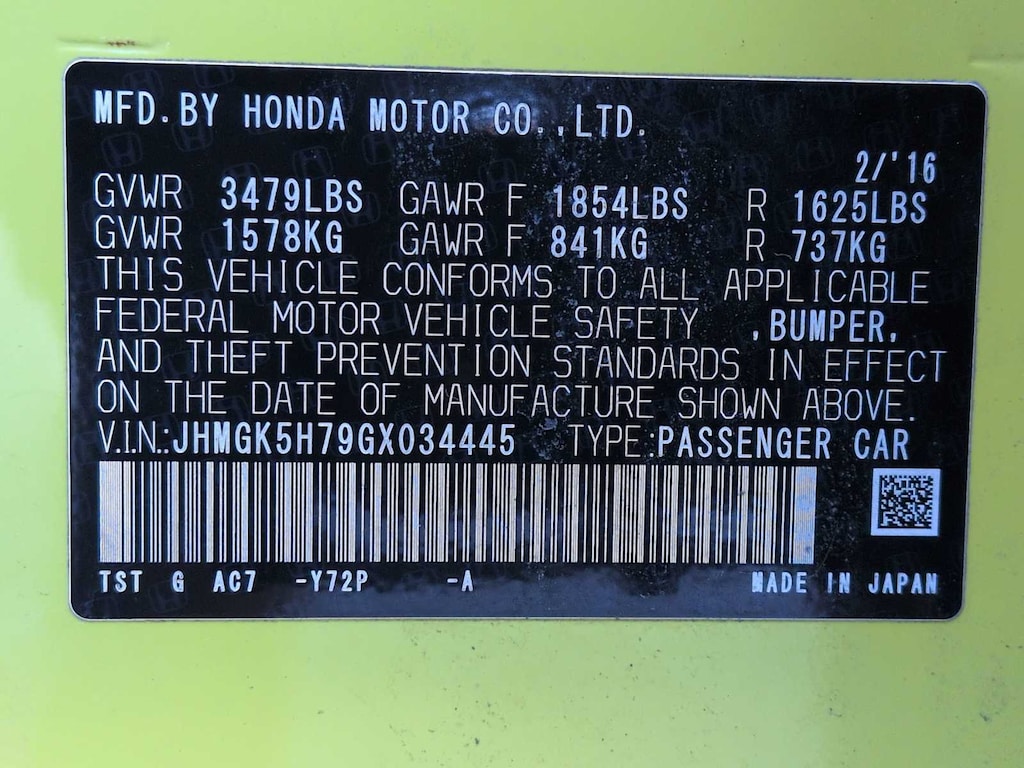 MFD. BY HONDA MOTOR CO., LTD.
2/'16
GVWR 3479LBS GAWR F 1854LBS R 1625LBS
GVWR 1578KG GAWR F 841KG R 737KG
THIS VEHICLE CONFORMS TO ALL APPLICABLE
FEDERAL MOTOR VEHICLE SAFETY ,BUMPER,
AND THEFT PREVENTION STANDARDS IN EFFECT
ON THE DATE OF MANUFACTURE SHOWN ABOVE.
V.I.N.:JHMGK5H79GX034445 TYPE:PASSENGER CAR
TST G AC7 -Y72P -A MADE IN JAPAN